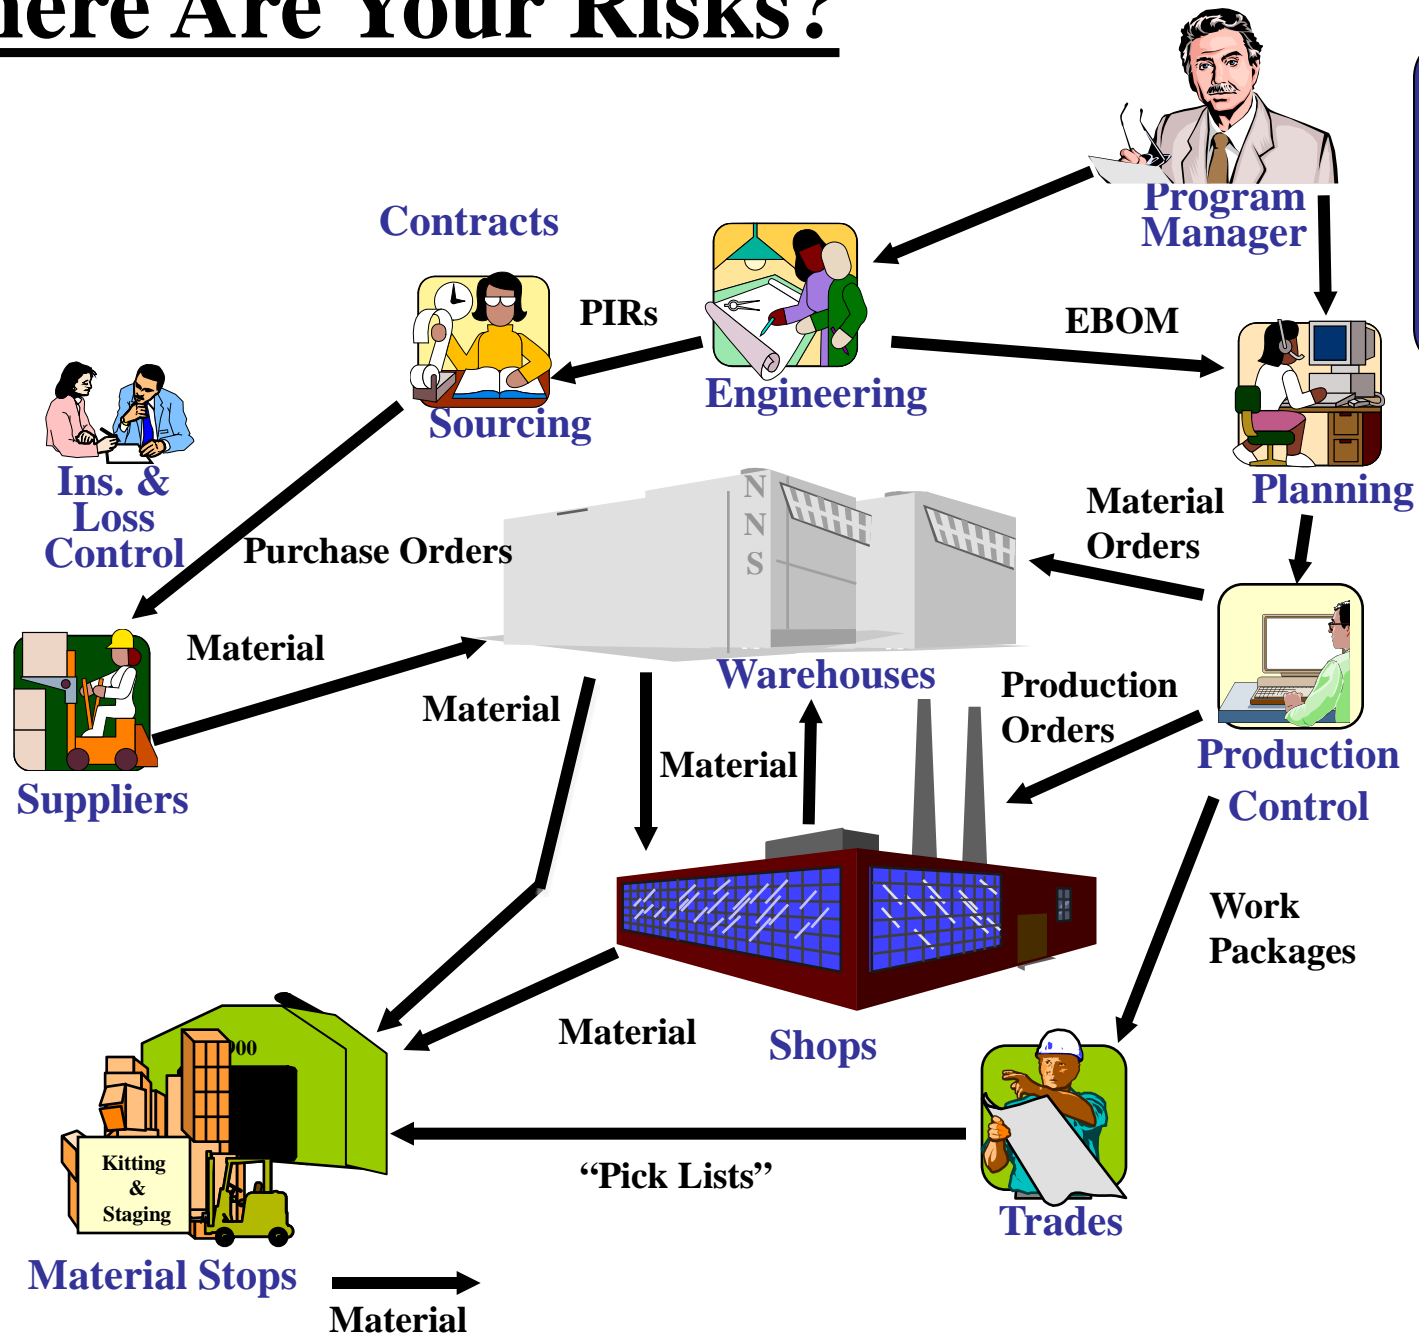 Are Your Risks?
Program
Manager
Contracts
PIRs
EBOM
Engineering
Sourcing
Ins. &
Loss
Control
Planning
N
N
S
Material
Orders
Purchase Orders
Material
Warehouses
Material
Production
Orders
Material
Production
Control
Suppliers
Work
Packages
Material
Shops
Kitting
&
Staging
“Pick Lists”
Trades
Material Stops
Material